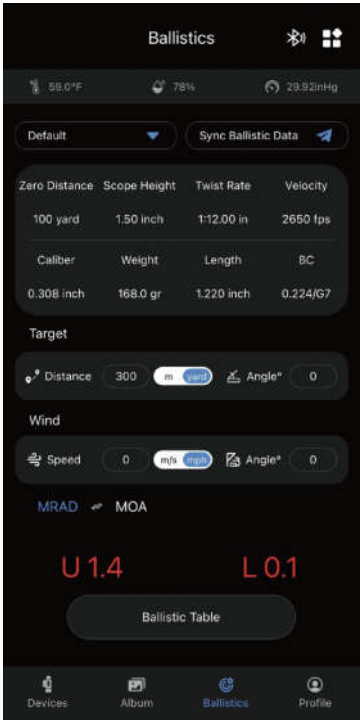 Ballistics
59.0°F 78% 29.92inHg
Default Sync Ballistic Data
Zero Distance Scope Height Twist Rate Velocity
100 yard 1.50 inch 1:12.00 in 2650 fps
Caliber Weight Length BC
0.308 inch 168.0 gr 1.220 inch 0.224/G7
Target
Distance 300 m yard Angle° 0
Wind
Speed 0 m/s mph Angle° 0
MRAD MOA
U 1.4 L 0.1
Ballistic Table
Devices Album Ballistics Profile